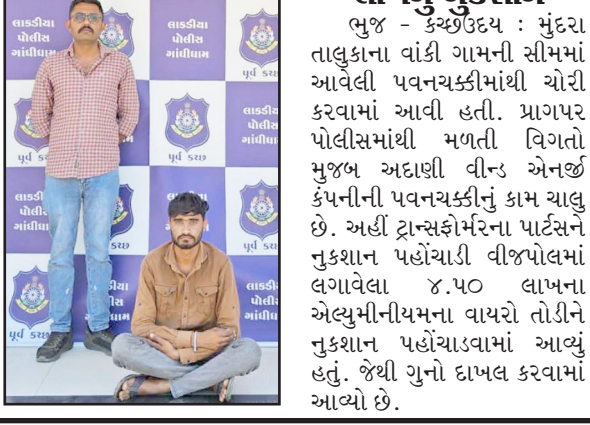 ભુજ - કચ્છઉદય : મુંદરા
તાલુકાના વાંકી ગામની સીમમાં
આવેલી પવનચક્કીમાંથી ચોરી
કરવામાં આવી હતી. પ્રાગપર
પોલીસમાંથી મળતી વિગતો
મુજબ અદાણી વીન્ડ એનર્જી
કંપનીની પવનચક્કીનું કામ ચાલુ
છે. અહીં ટ્રાન્સફોર્મરના પાર્ટસને
નુકશાન પહોંચાડી વીજપોલમાં
લગાવેલા ૪.૫૦ લાખના
એલ્યુમીનીયમના વાયરો તોડીને
નુકશાન પહોંચાડવામાં આવ્યું
હતું. જેથી ગુનો દાખલ કરવામાં
આવ્યો છે.
લાકડીયા
પોલીસ
ગાંધીધામ
પૂર્વ કચ્છ